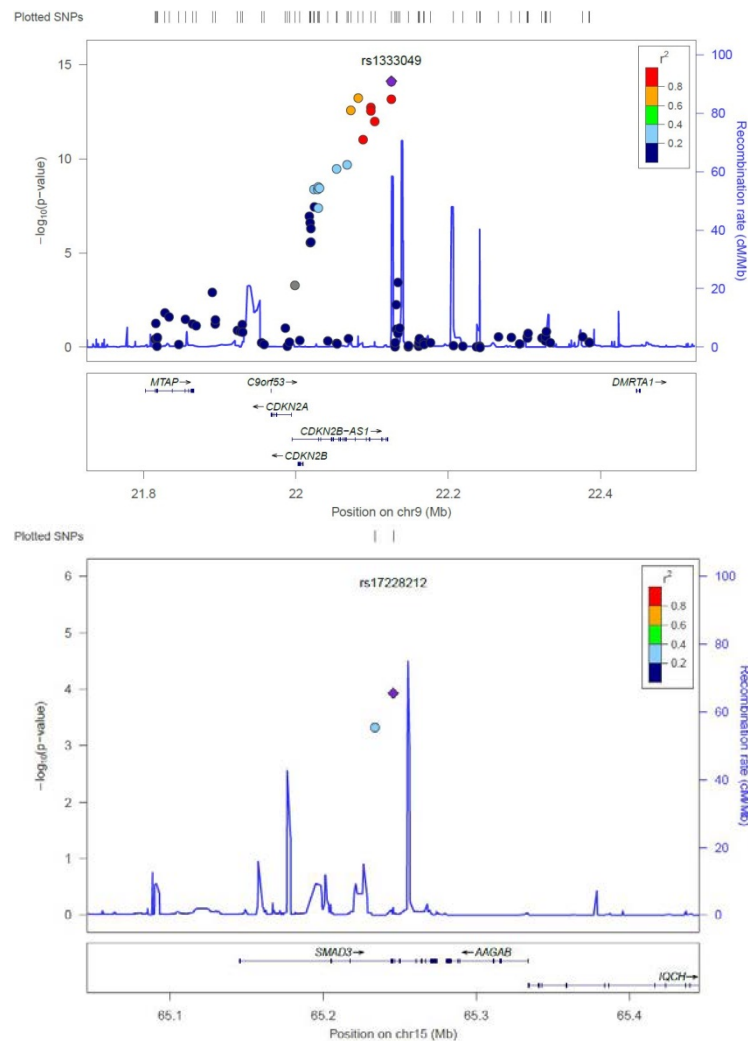 Plotted SNPs
rs1333049
r²
0.8
0.6
0.4
0.2
15
10
5
0
−log₁₀(p−value)
100
80
60
40
20
0
Recombination rate (cM/Mb)
MTAP→
C9orf53→
←CDKN2A
CDKN2B−AS1→
←CDKN2B
DMRTA1→
21.8
22
22.2
22.4
Position on chr9 (Mb)
Plotted SNPs
rs17228212
r²
0.8
0.6
0.4
0.2
6
5
4
3
2
1
0
−log₁₀(p−value)
100
80
60
40
20
0
Recombination rate (cM/Mb)
SMAD3→
←AAGAB
IQCH→
65.1
65.2
65.3
65.4
Position on chr15 (Mb)